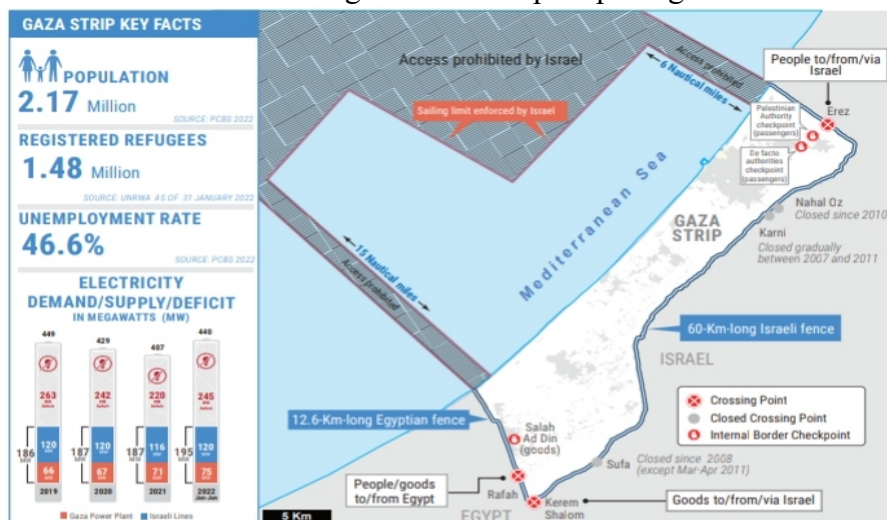 GAZA STRIP KEY FACTS
POPULATION
2.17 Million
SOURCE: PCBS 2022
REGISTERED REFUGEES
1.48 Million
SOURCE: UNRWA AS OF 31 JANUARY 2022
UNEMPLOYMENT RATE
46.6%
SOURCE: PCBS 2022
ELECTRICITY
DEMAND/SUPPLY/DEFICIT
IN MEGAWATTS (MW)
449
429
407
440
263
242
220
245
186
MW
120
66
187
MW
120
67
187
MW
116
71
195
MW
120
75
2019
2020
2021
2022
Jan-Jun
Gaza Power Plant
Israeli Lines
Access prohibited by Israel
Sailing limit enforced by Israel
Access prohibited
6 Nautical miles
People to/from/via
Israel
Erez
Palestinian
Authority
checkpoint
(passengers)
De facto
authorities
checkpoint
(passengers)
Mediterranean Sea
GAZA
STRIP
Nahal Oz
Closed since 2010
Karni
Closed gradually
between 2007 and 2011
15 Nautical miles
Access prohibited
60-Km-long Israeli fence
ISRAEL
Crossing Point
Closed Crossing Point
Internal Border Checkpoint
12.6-Km-long Egyptian fence
Salah
Ad Din
(goods)
Sufa
Closed since 2008
(except Mar-Apr 2011)
People/goods
to/from Egypt
Rafah
Kerem
Shalom
Goods to/from/via Israel
EGYPT
5 Km